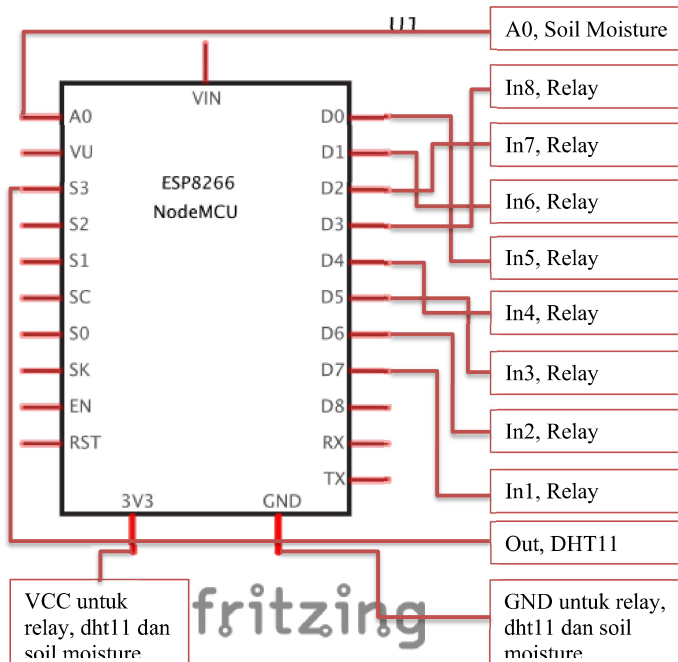 U1
A0, Soil Moisture
VIN
In8, Relay
A0
D0
In7, Relay
VU
D1
S3
ESP8266
D2
In6, Relay
NodeMCU
S2
D3
In5, Relay
S1
D4
SC
D5
In4, Relay
S0
D6
SK
D7
In3, Relay
EN
D8
In2, Relay
RST
RX
TX
In1, Relay
3V3
GND
Out, DHT11
VCC untuk
relay, dht11 dan
soil moisture
fritzing
GND untuk relay,
dht11 dan soil
moisture